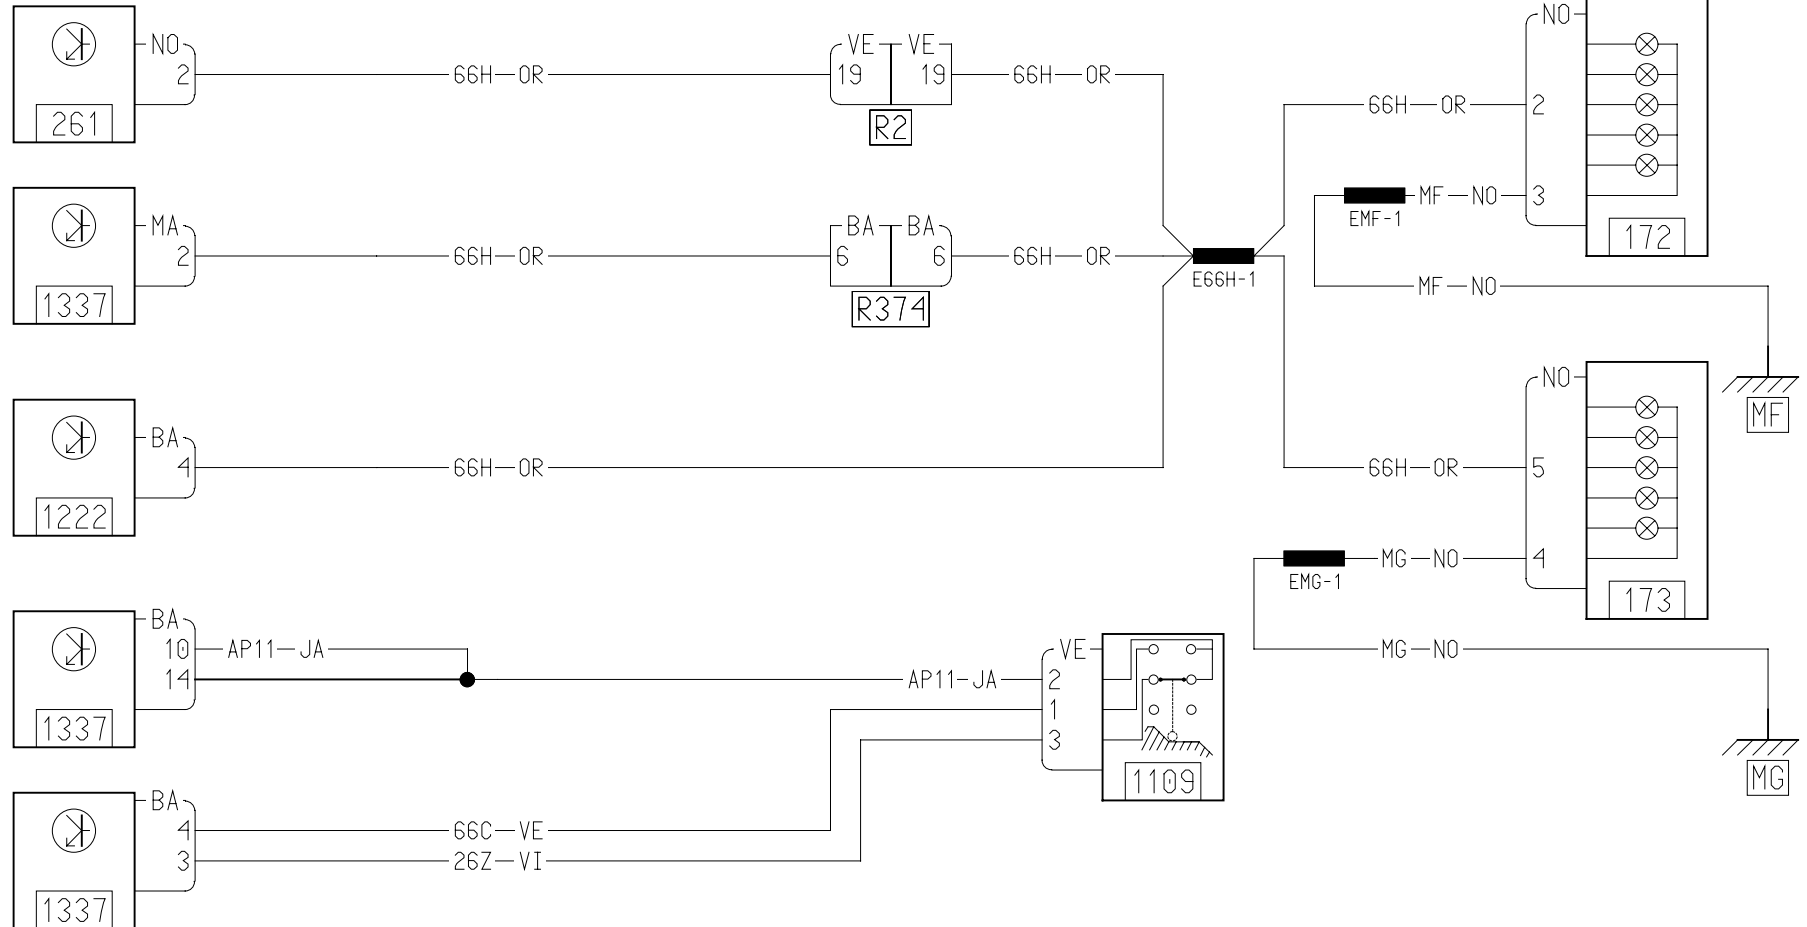 NO
2 66H OR
261
VE VE
19 19 66H OR
R2
NO
66H OR 2
EMF-1 MF NO 3
172
MA
2 66H OR
1337
BA BA
6 6 66H OR
R374
E66H-1
MF NO
MF
BA
4 66H OR
1222
NO
66H OR 5
EMG-1 MG NO 4
173
MG NO
MG
BA
10 AP11 JA
14 AP11 JA
1337
VE
2
1
3
1109
BA
4 66C VE
3 26Z VI
1337